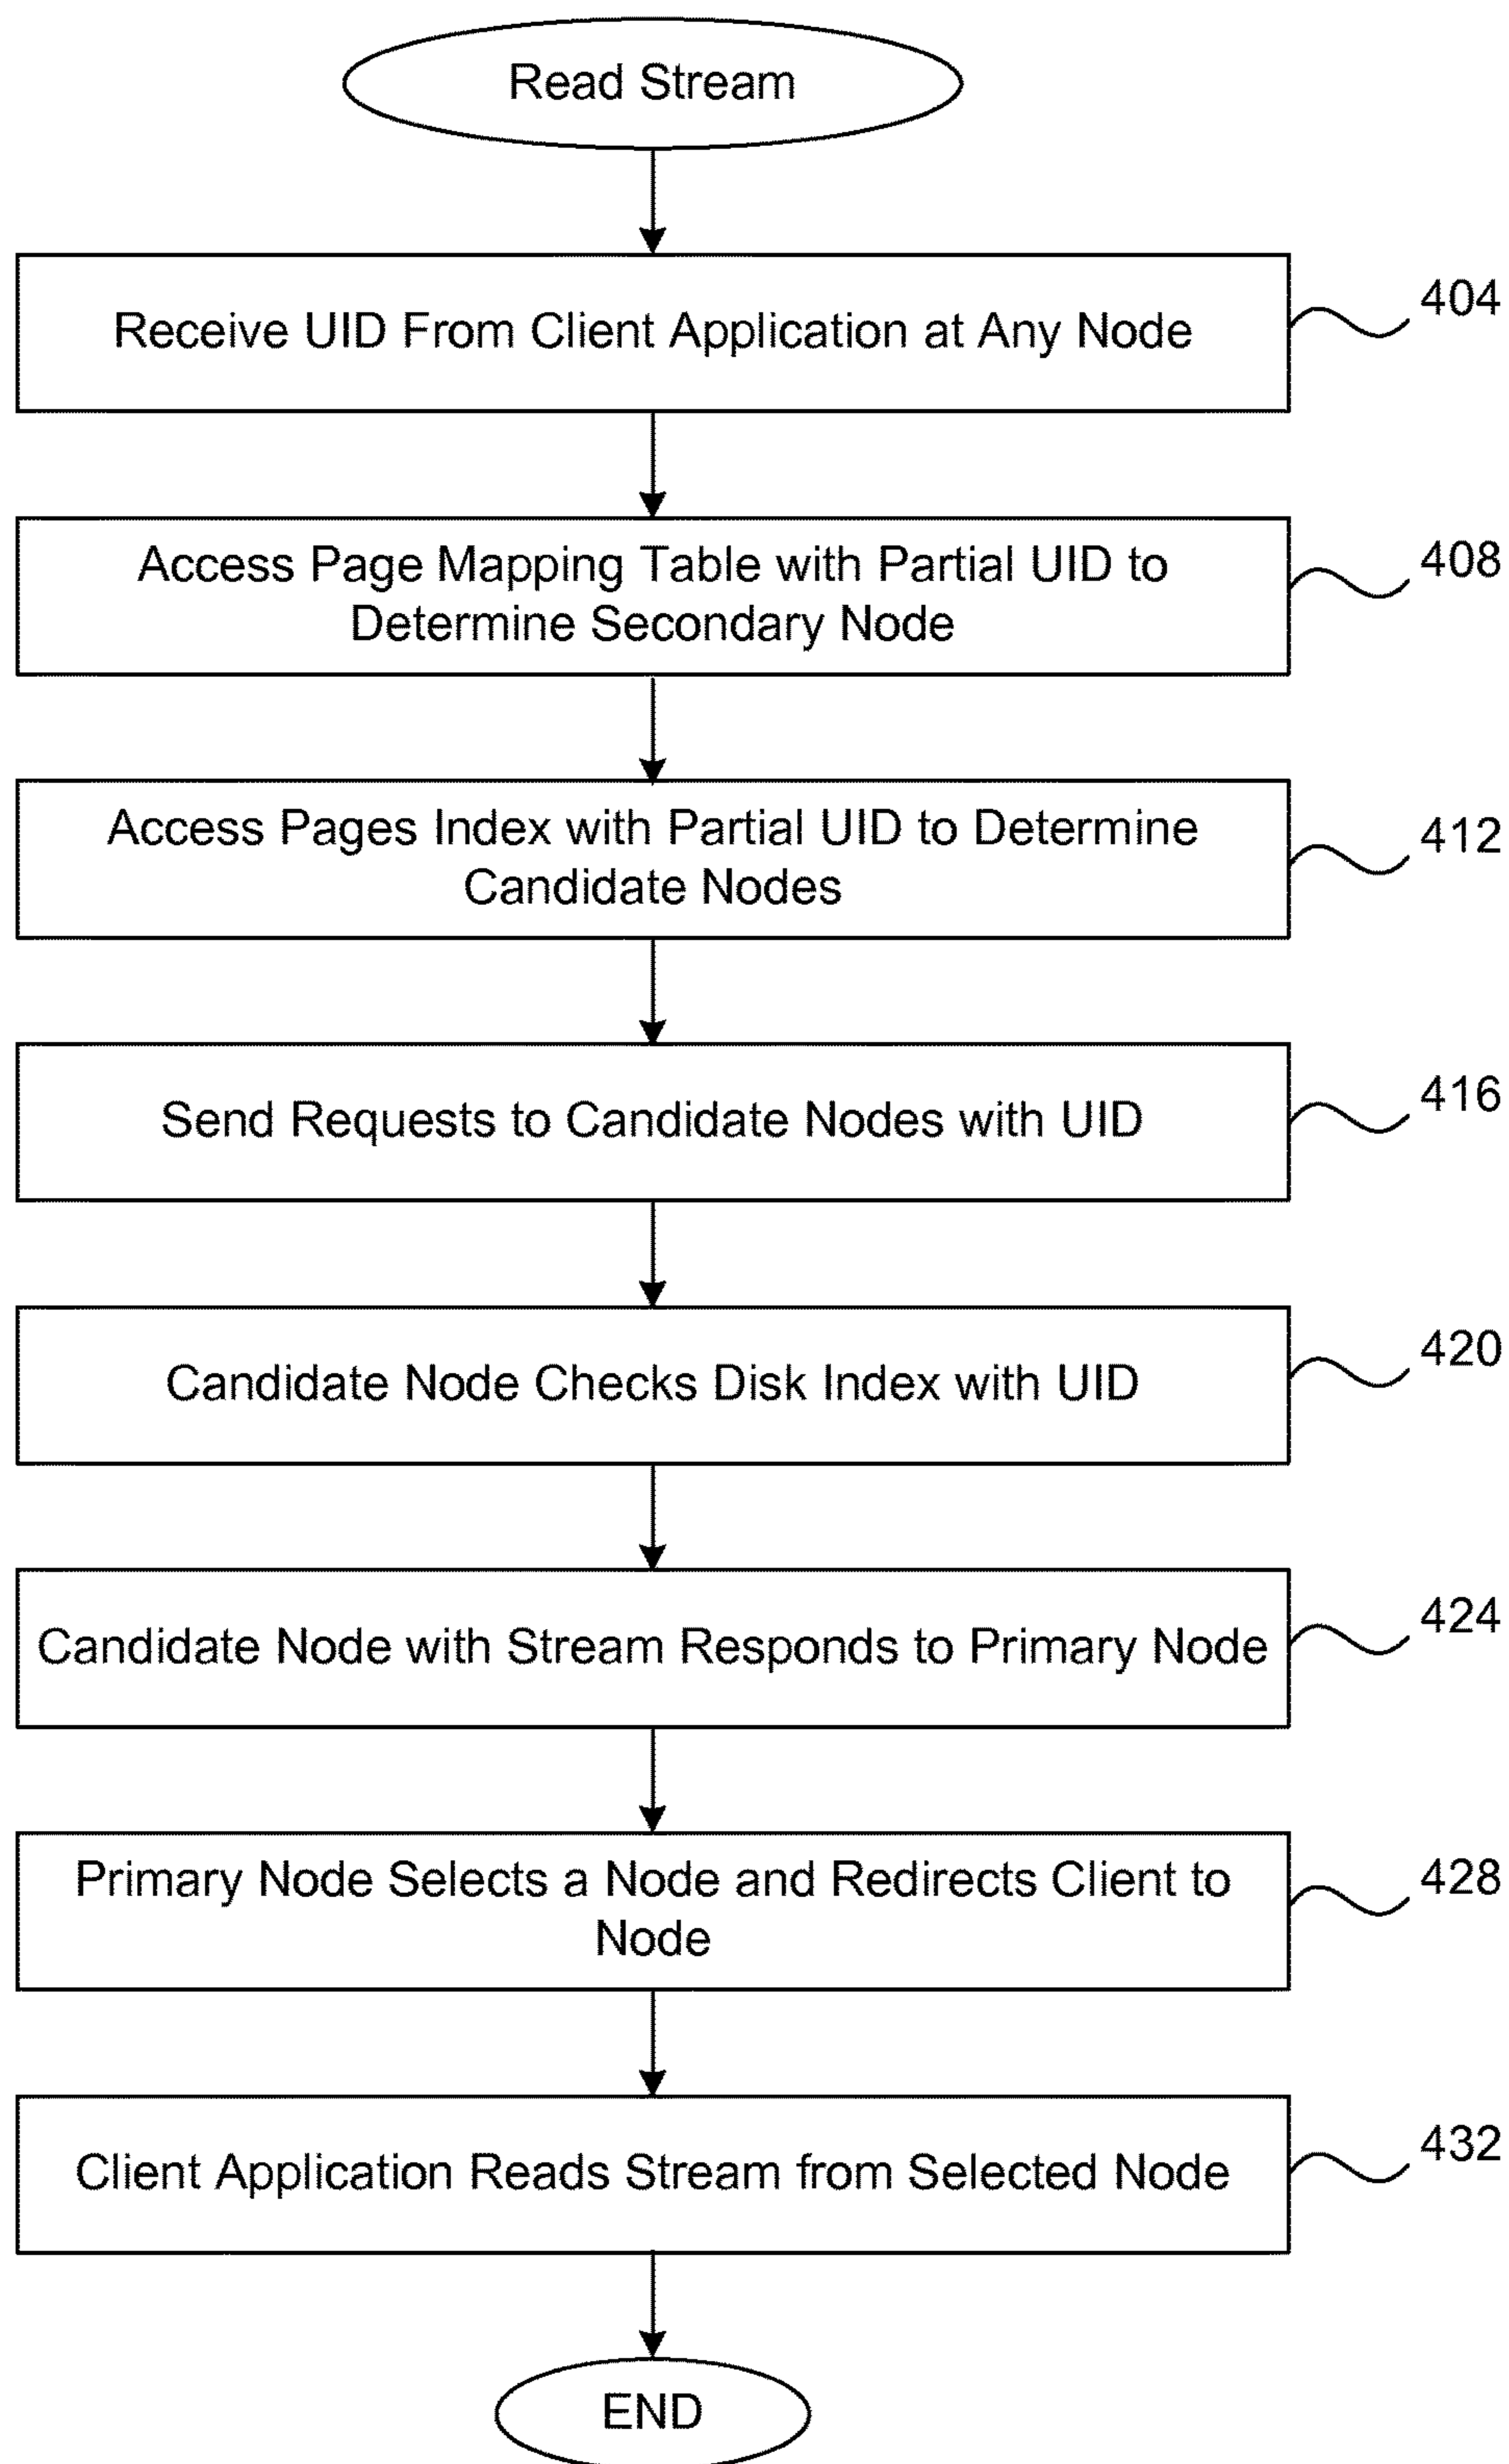 Read Stream
Receive UID From Client Application at Any Node
404
Access Page Mapping Table with Partial UID to
Determine Secondary Node
408
Access Pages Index with Partial UID to Determine
Candidate Nodes
412
Send Requests to Candidate Nodes with UID
416
Candidate Node Checks Disk Index with UID
420
Candidate Node with Stream Responds to Primary Node
424
Primary Node Selects a Node and Redirects Client to
Node
428
Client Application Reads Stream from Selected Node
432
END